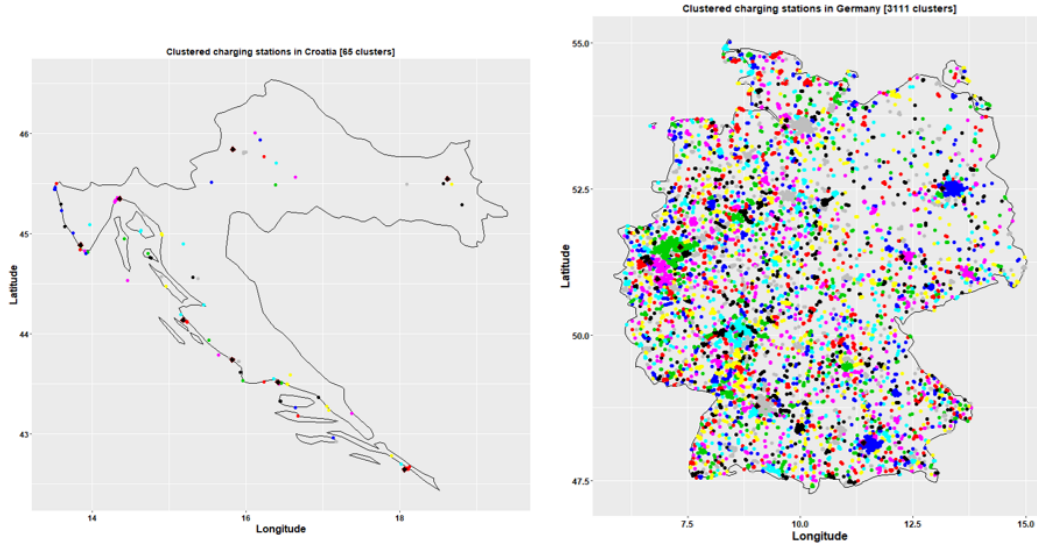 Clustered charging stations in Croatia [65 clusters]
46
45
44
43
Latitude
14
16
18
Longitude
Clustered charging stations in Germany [3111 clusters]
55.0
52.5
50.0
47.5
Latitude
7.5
10.0
12.5
15.0
Longitude